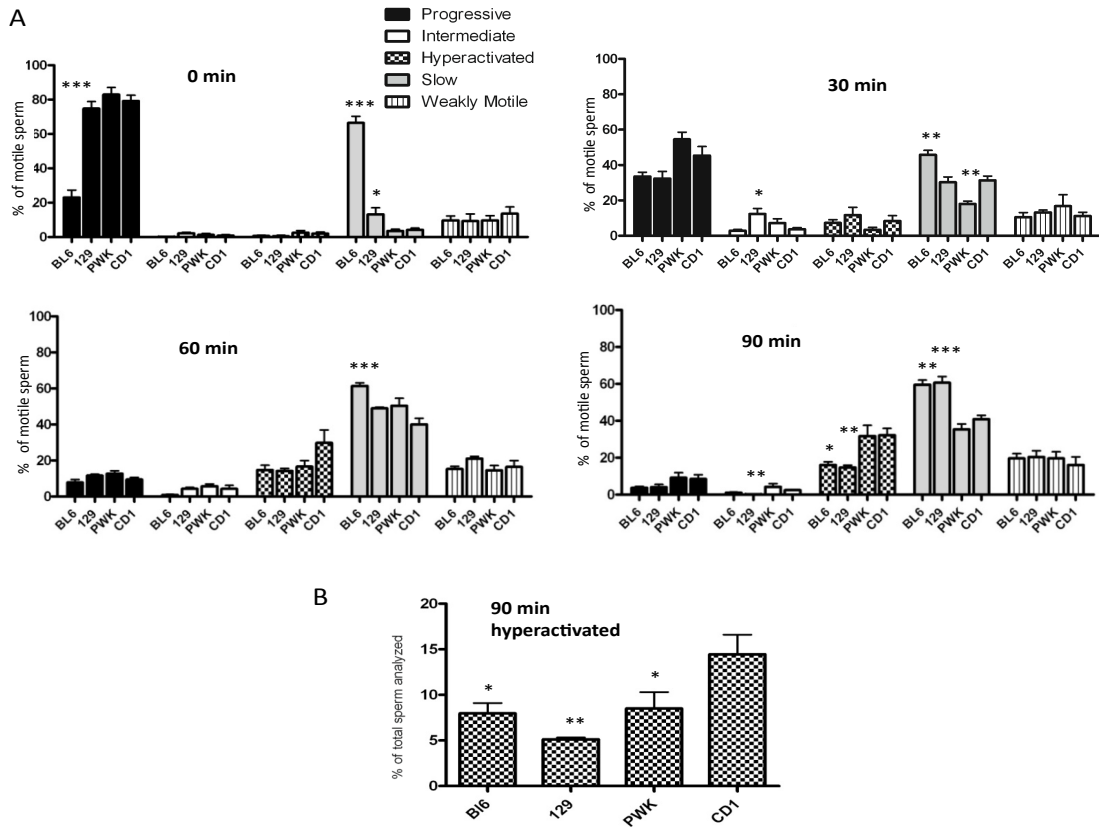 A
Progressive
Intermediate
Hyperactivated
Slow
Weakly Motile
0 min
% of motile sperm
100
80
60
40
20
0
***
***
*
BL6 129 PWK CD1 BL6 129 PWK CD1 BL6 129 PWK CD1 BL6 129 PWK CD1 BL6 129 PWK CD1
30 min
% of motile sperm
100
80
60
40
20
0
*
**
**
BL6 129 PWK CD1 BL6 129 PWK CD1 BL6 129 PWK CD1 BL6 129 PWK CD1 BL6 129 PWK CD1
60 min
% of motile sperm
100
80
60
40
20
0
***
BL6 129 PWK CD1 BL6 129 PWK CD1 BL6 129 PWK CD1 BL6 129 PWK CD1 BL6 129 PWK CD1
90 min
% of motile sperm
100
80
60
40
20
0
**
*
**
**
***
BL6 129 PWK CD1 BL6 129 PWK CD1 BL6 129 PWK CD1 BL6 129 PWK CD1 BL6 129 PWK CD1
B
90 min
hyperactivated
% of total sperm analyzed
20
15
10
5
0
*
**
*
Bl6 129 PWK CD1